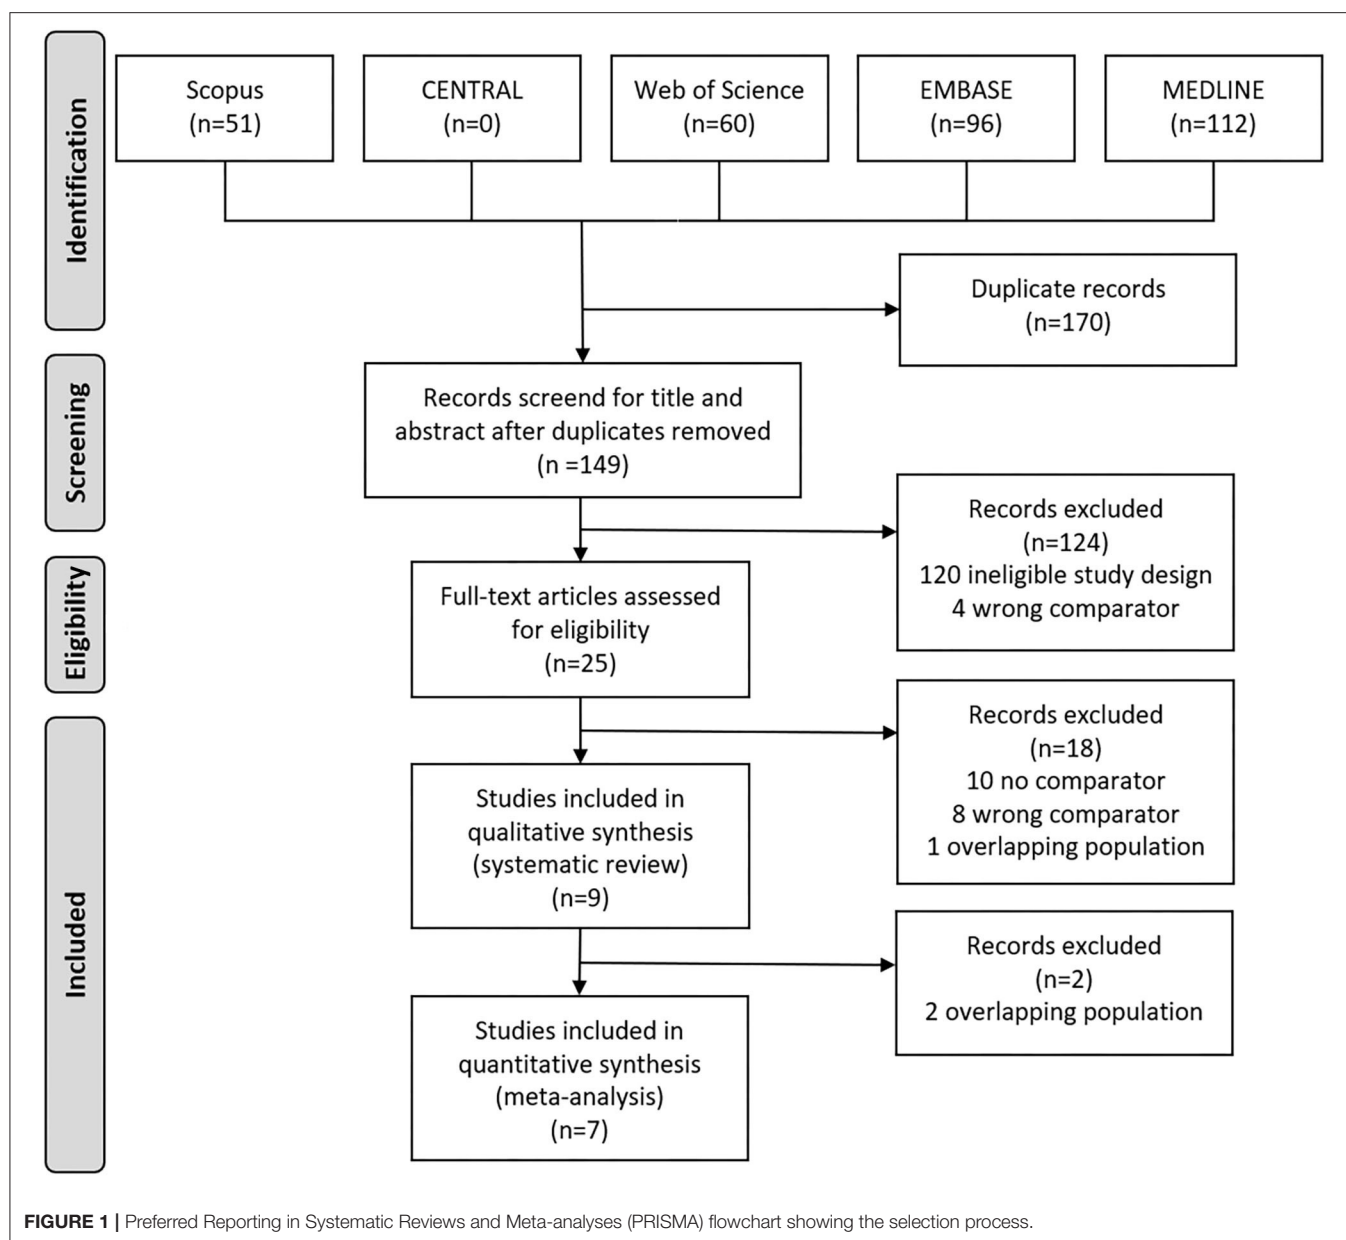 Identification
Scopus
(n=51)
CENTRAL
(n=0)
Web of Science
(n=60)
EMBASE
(n=96)
MEDLINE
(n=112)
Duplicate records
(n=170)
Screening
Records screend for title and
abstract after duplicates removed
(n =149)
Records excluded
(n=124)
120 ineligible study design
4 wrong comparator
Eligibility
Full-text articles assessed
for eligibility
(n=25)
Records excluded
(n=18)
10 no comparator
8 wrong comparator
1 overlapping population
Included
Studies included in
qualitative synthesis
(systematic review)
(n=9)
Records excluded
(n=2)
2 overlapping population
Studies included in
quantitative synthesis
(meta-analysis)
(n=7)
FIGURE 1 | Preferred Reporting in Systematic Reviews and Meta-analyses (PRISMA) flowchart showing the selection process.